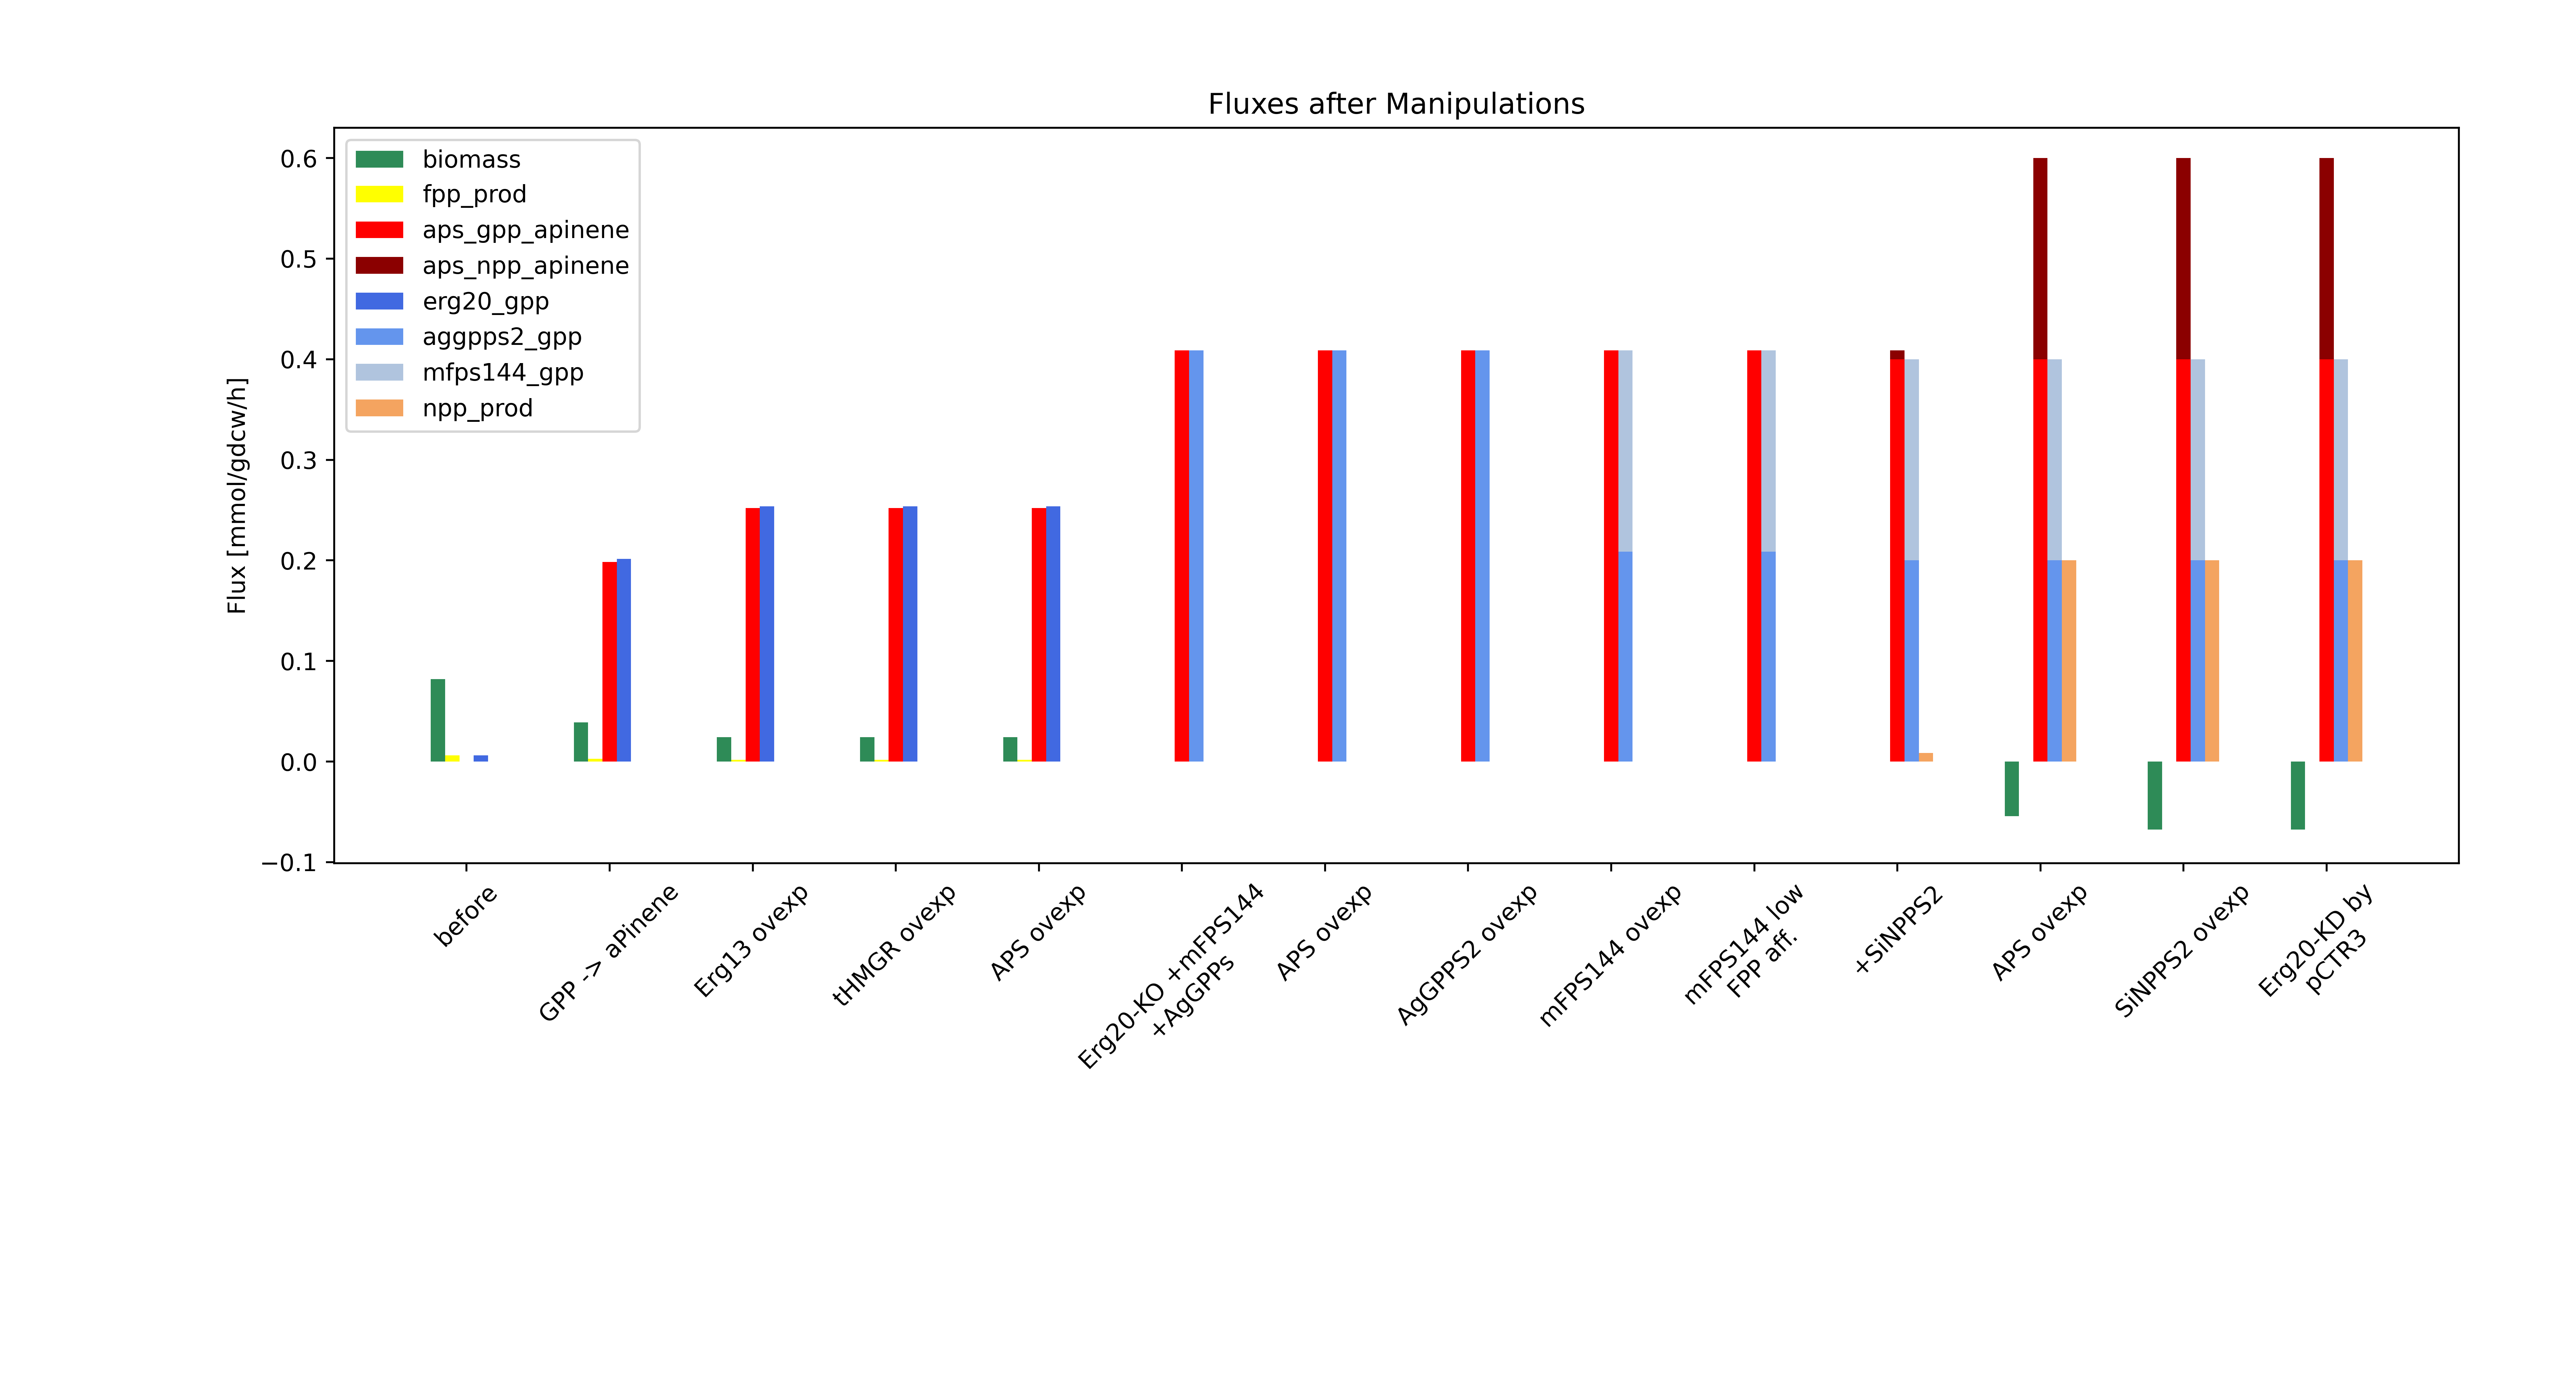 Fluxes after Manipulations
Flux [mmol/gdcw/h]
0.6
0.5
0.4
0.3
0.2
0.1
0.0
−0.1
biomass
fpp_prod
aps_gpp_apinene
aps_npp_apinene
erg20_gpp
aggpps2_gpp
mfps144_gpp
npp_prod
before
GPP -> aPinene
Erg13 ovexp
tHMGR ovexp
APS ovexp
Erg20-KO +mFPS144
+AgGPPs
APS ovexp
AgGPPS2 ovexp
mFPS144 ovexp
mFPS144 low
FPP aff.
+SiNPPS2
APS ovexp
SiNPPS2 ovexp
Erg20-KD by
pCTR3